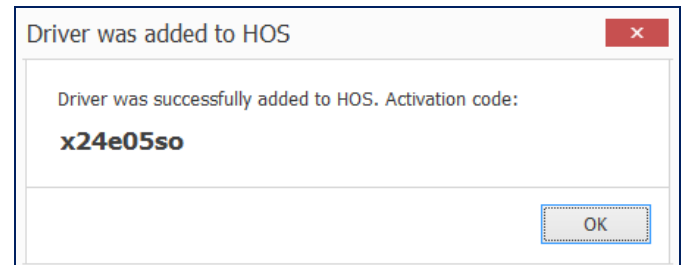 Driver was added to HOS
×
Driver was successfully added to HOS. Activation code:
x24e05so
OK